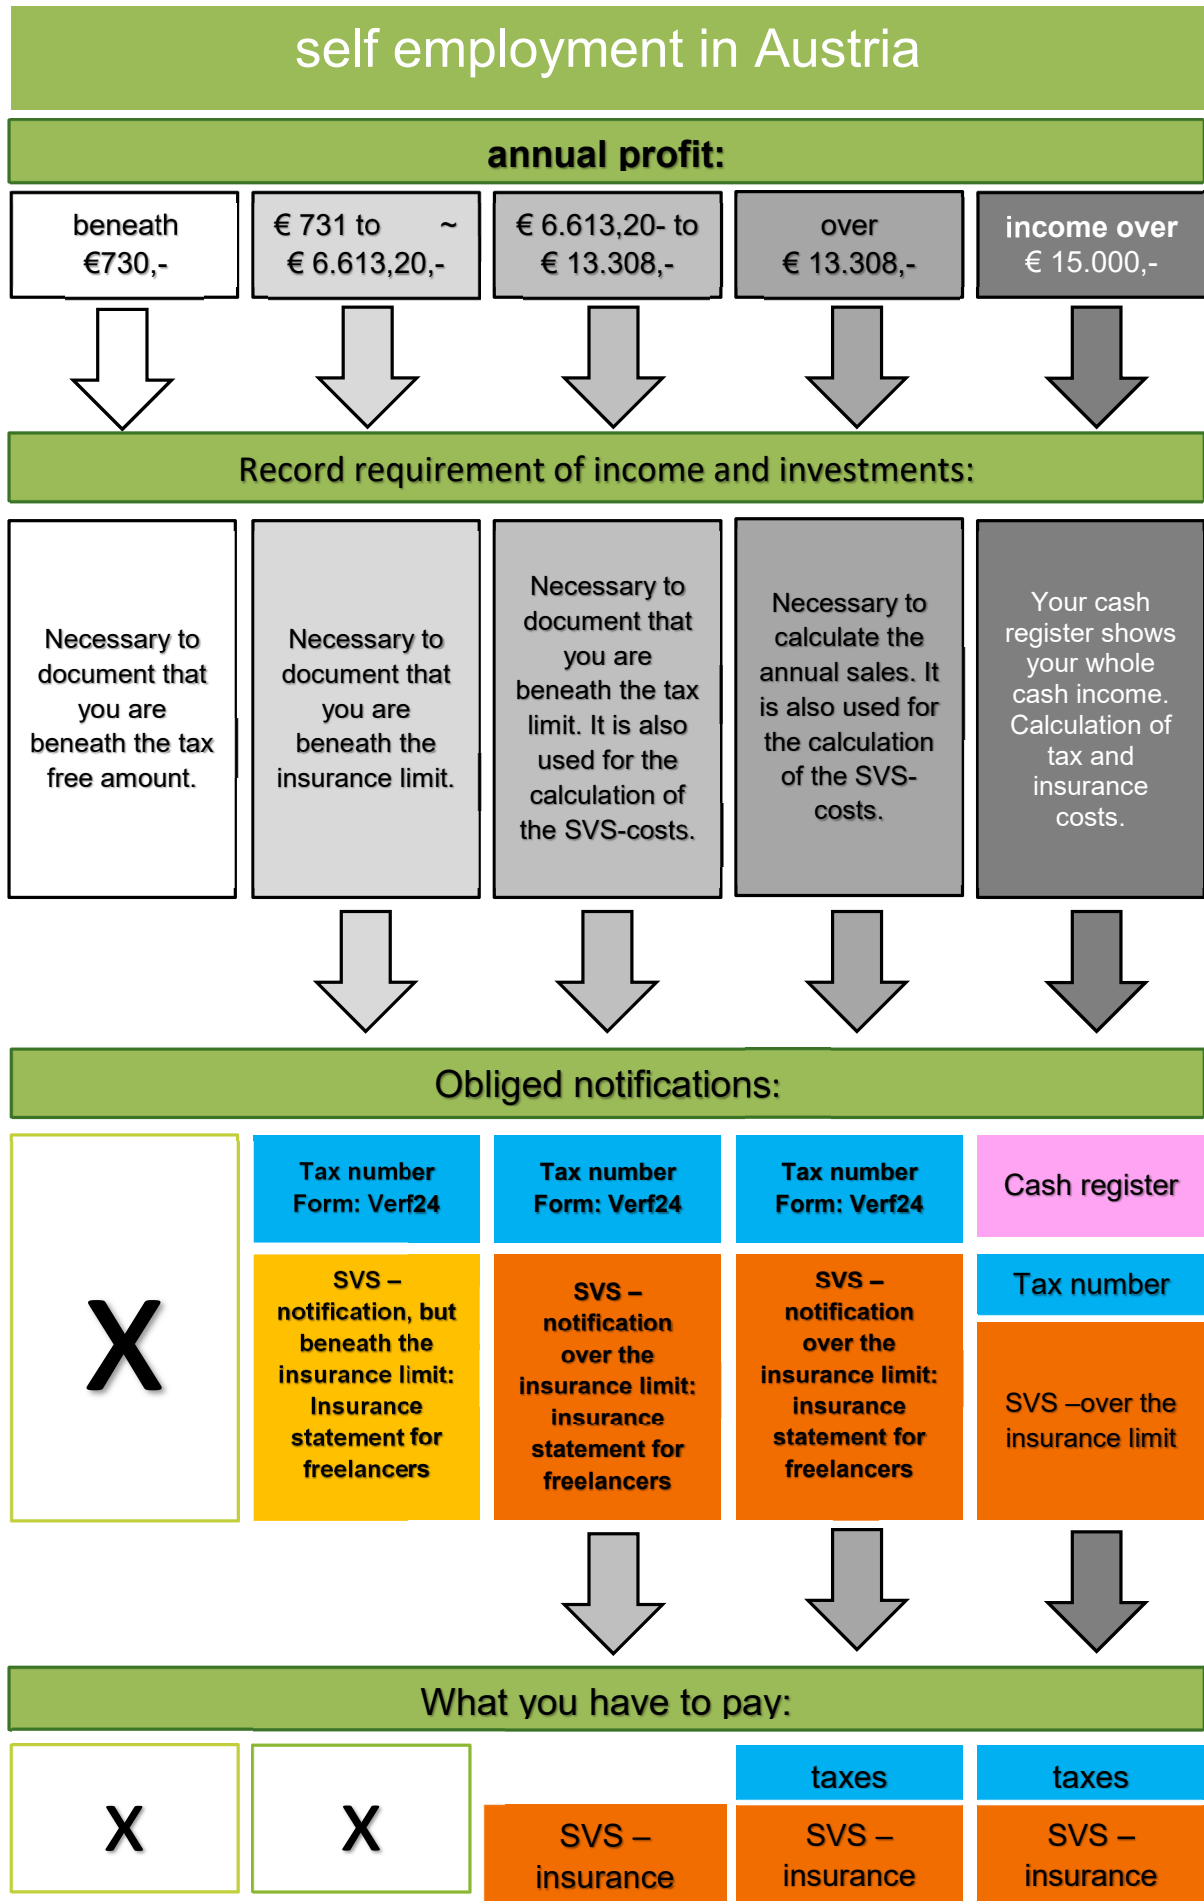 self employment in Austria
annual profit:
beneath
€730,-
€ 731 to ~
€ 6.613,20,-
€ 6.613,20- to
€ 13.308,-
over
€ 13.308,-
income over
€ 15.000,-
Record requirement of income and investments:
Necessary to
document that
you are
beneath the tax
free amount.
Necessary to
document that
you are
beneath the
insurance limit.
Necessary to
document that
you are
beneath the tax
limit. It is also
used for the
calculation of
the SVS-costs.
Necessary to
calculate the
annual sales. It
is also used for
the calculation
of the SVS-
costs.
Your cash
register shows
your whole
cash income.
Calculation of
tax and
insurance
costs.
Obliged notifications:
X
Tax number
Form: Verf24
SVS –
notification, but
beneath the
insurance limit:
Insurance
statement for
freelancers
Tax number
Form: Verf24
SVS –
notification
over the
insurance limit:
insurance
statement for
freelancers
Tax number
Form: Verf24
SVS –
notification
over the
insurance limit:
insurance
statement for
freelancers
Cash register
Tax number
SVS –over the
insurance limit
What you have to pay:
X
X
SVS –
insurance
taxes
SVS –
insurance
taxes
SVS –
insurance